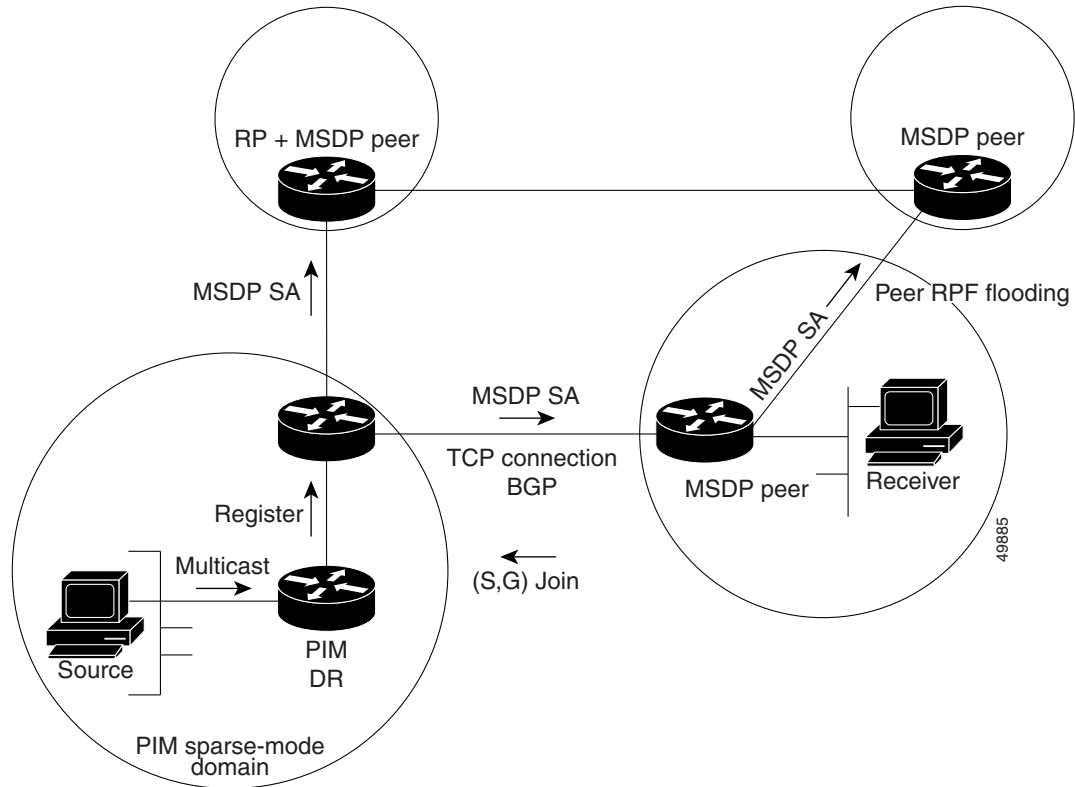 RP + MSDP peer
MSDP peer
MSDP SA
Peer RPF flooding
MSDP SA
MSDP SA
TCP connection
BGP
MSDP peer
Receiver
Register
49885
Multicast
(S,G) Join
Source
PIM
DR
PIM sparse-mode
domain